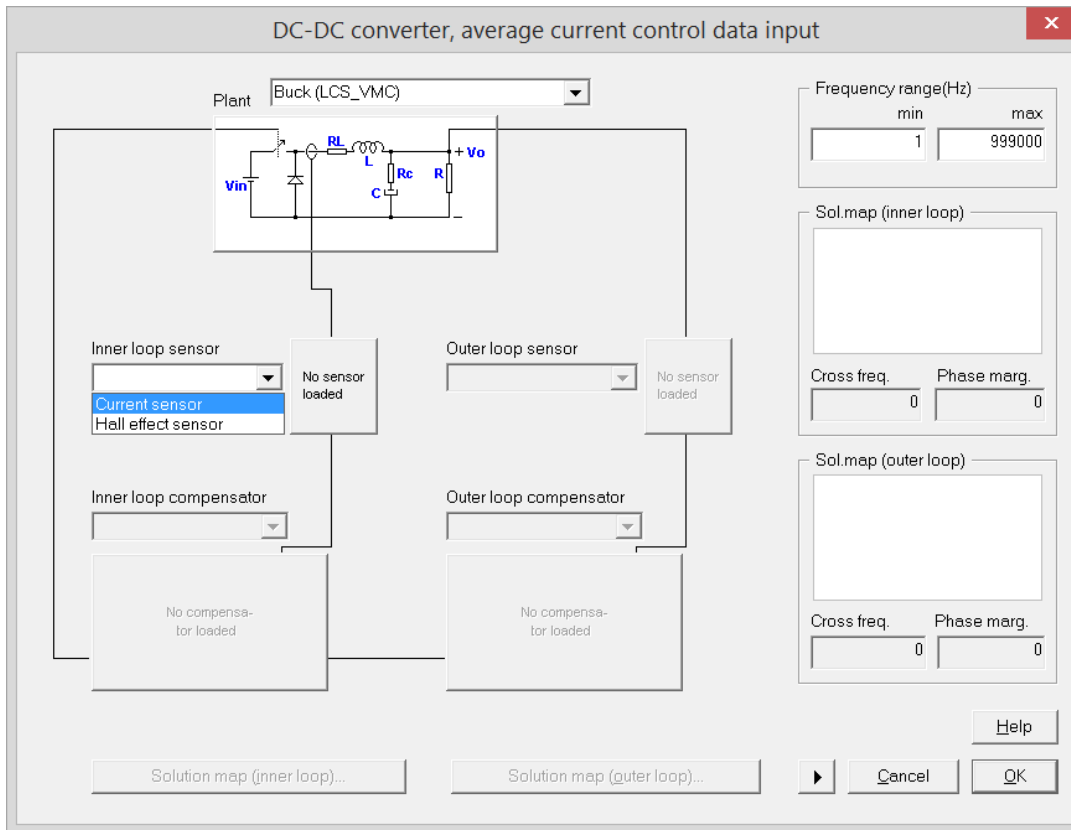 DC-DC converter, average current control data input
x
Plant
Buck (LCS_VMC)
RL
L
+ Vo
Rc
R
Vin
C
−
Frequency range(Hz)
min
max
1
999000
Sol.map (inner loop)
Cross freq.
Phase marg.
0
0
Inner loop sensor
Current sensor
Hall effect sensor
No sensor
loaded
Outer loop sensor
No sensor
loaded
Sol.map (outer loop)
Cross freq.
Phase marg.
0
0
Inner loop compensator
No compensa-
tor loaded
Outer loop compensator
No compensa-
tor loaded
Help
Solution map (inner loop)...
Solution map (outer loop)...
Cancel
OK